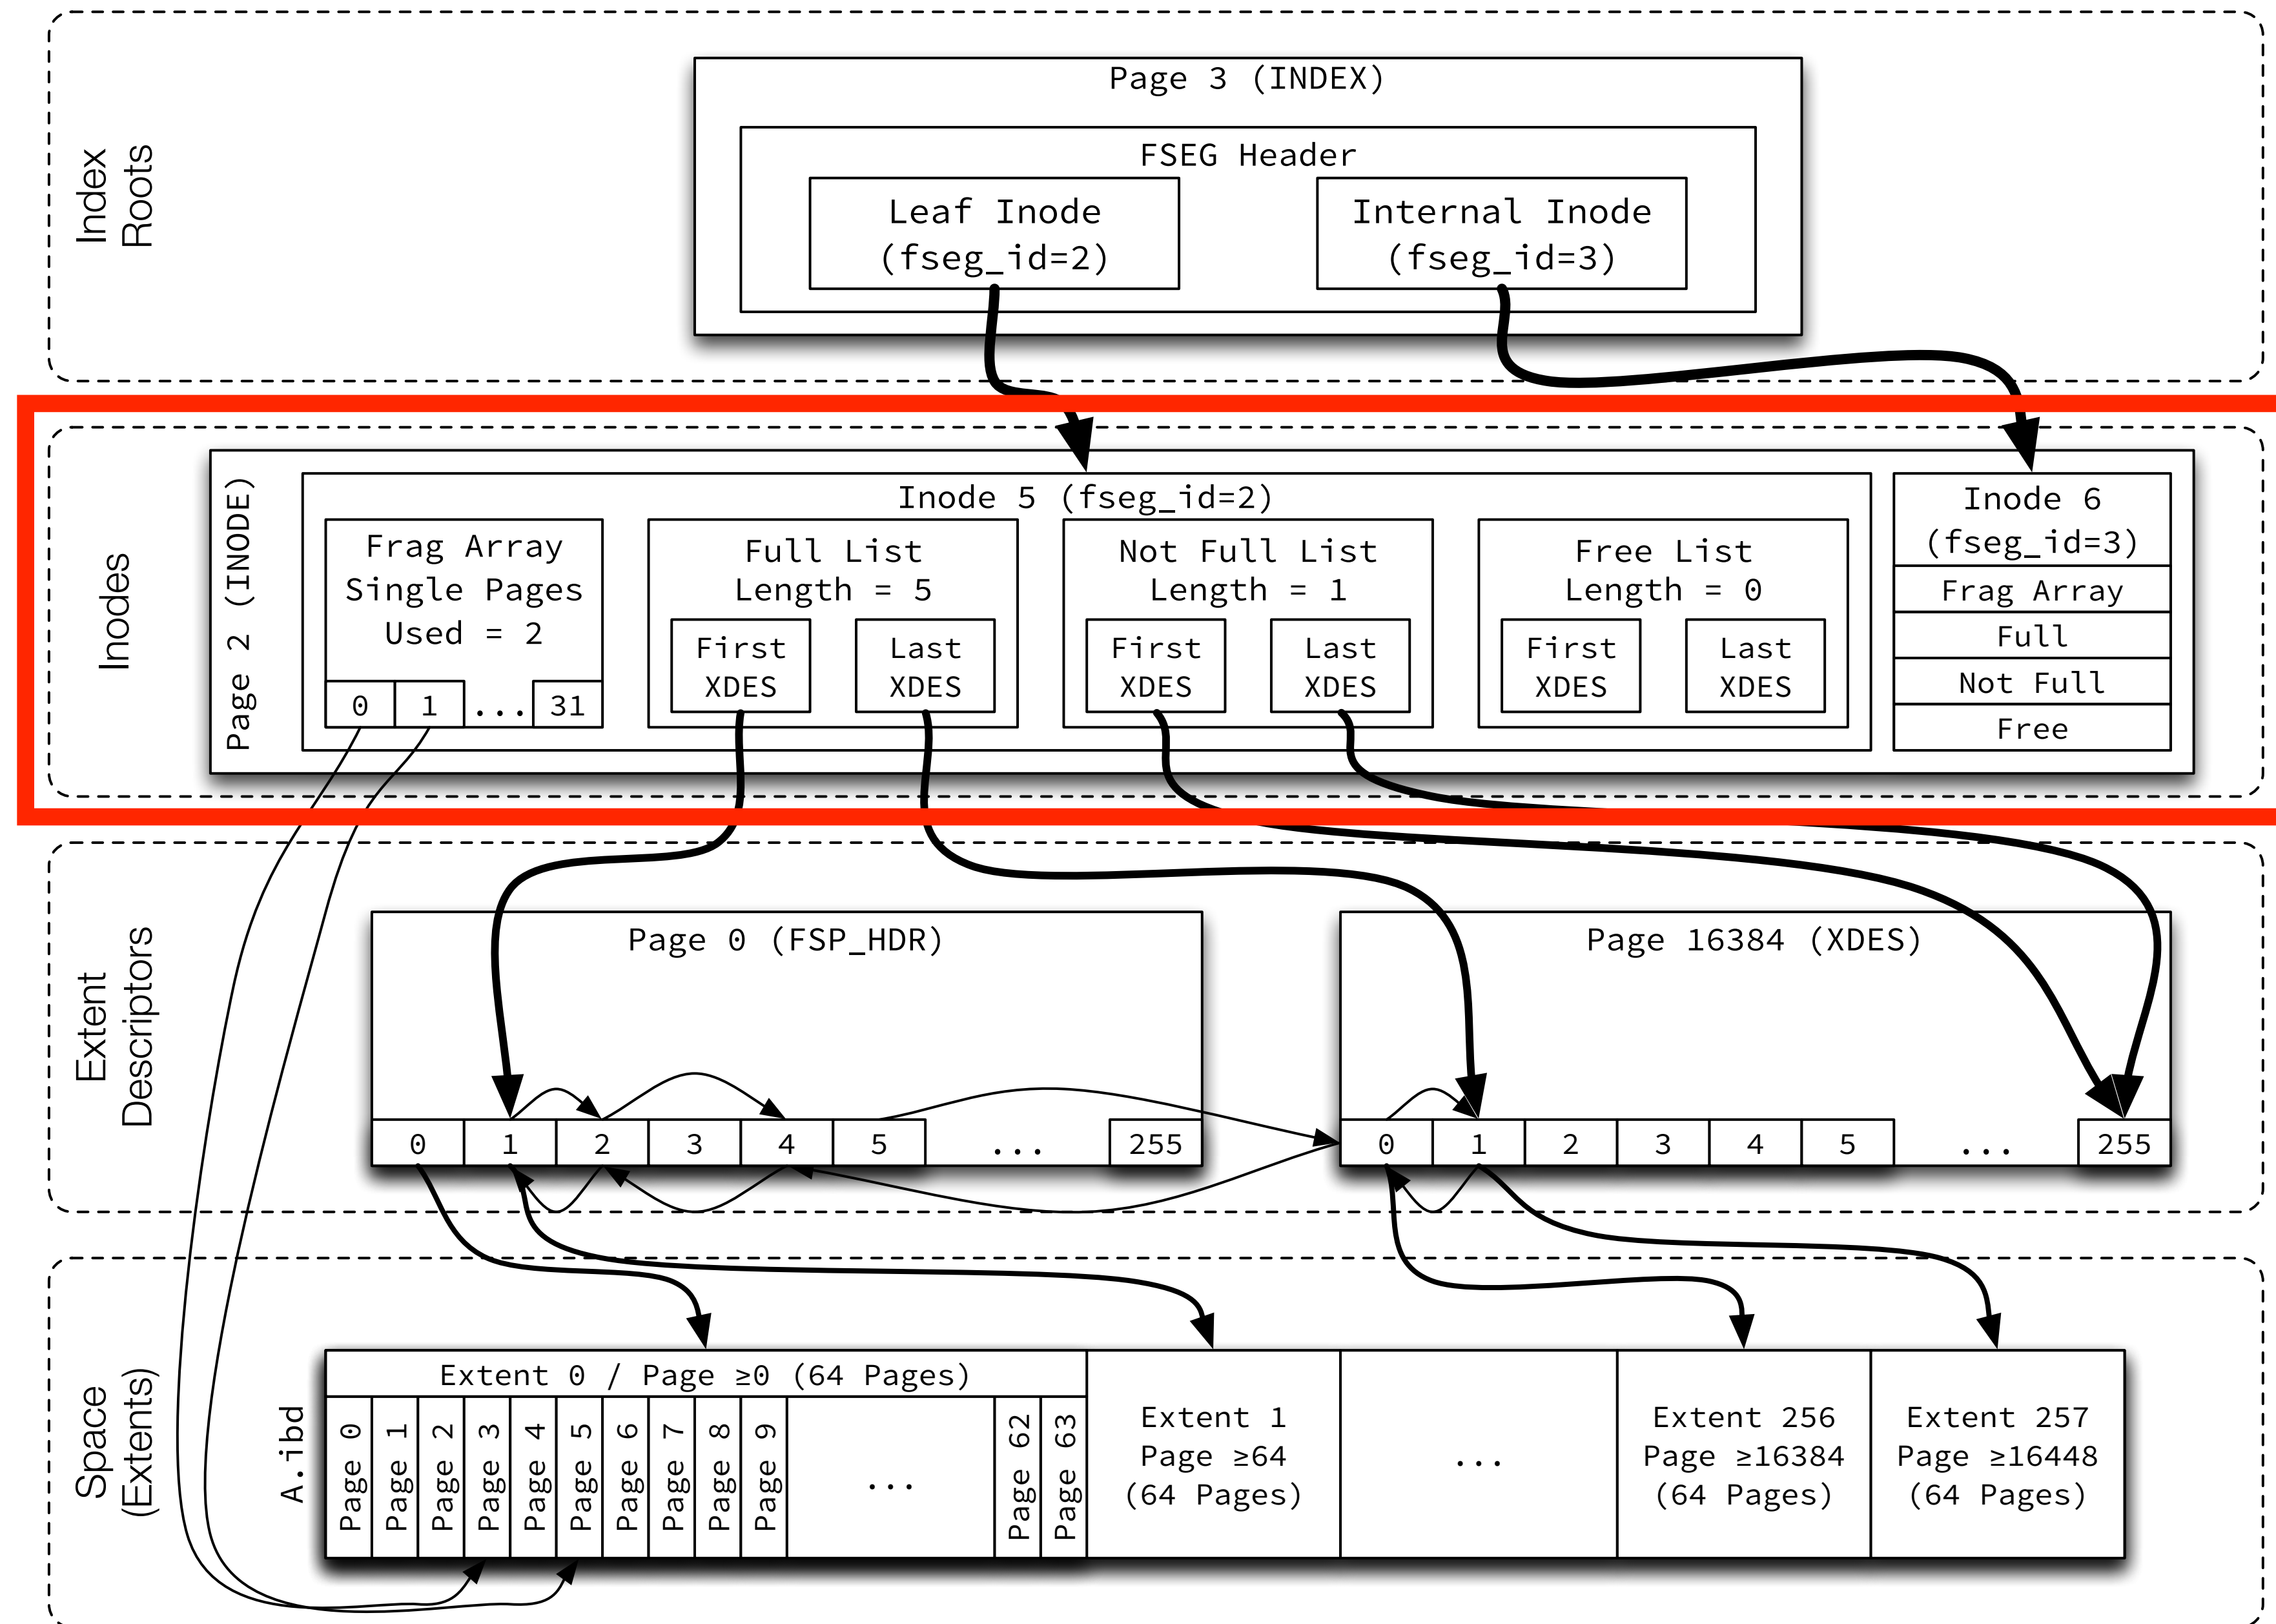 Index
Roots
Page 3 (INDEX)
FSEG Header
Leaf Inode
(fseg_id=2)
Internal Inode
(fseg_id=3)
Inodes
Page 2 (INODE)
Inode 5 (fseg_id=2)
Frag Array
Single Pages
Used = 2
0 1 ... 31
Full List
Length = 5
First
XDES
Last
XDES
Not Full List
Length = 1
First
XDES
Last
XDES
Free List
Length = 0
First
XDES
Last
XDES
Inode 6
(fseg_id=3)
Frag Array
Full
Not Full
Free
Extent
Descriptors
Page 0 (FSP_HDR)
0 1 2 3 4 5 ... 255
Page 16384 (XDES)
0 1 2 3 4 5 ... 255
Space
(Extents)
A.ibd
Extent 0 / Page ≥0 (64 Pages)
Page 0
Page 1
Page 2
Page 3
Page 4
Page 5
Page 6
Page 7
Page 8
Page 9
...
Page 62
Page 63
Extent 1
Page ≥64
(64 Pages)
...
Extent 256
Page ≥16384
(64 Pages)
Extent 257
Page ≥16448
(64 Pages)